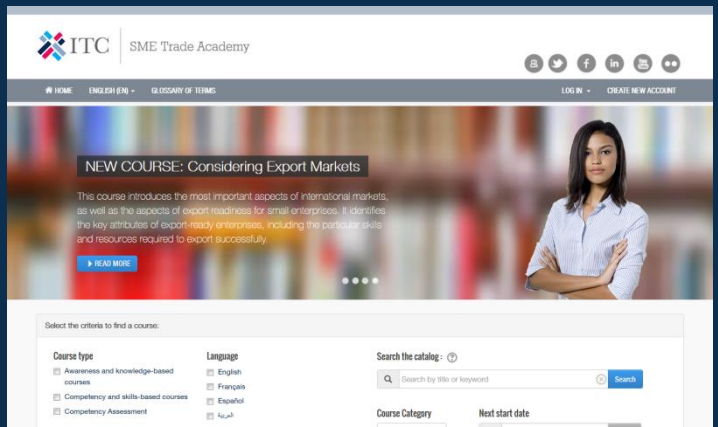 ITC
SME Trade Academy
HOME ENGLISH (EN) GLOSSARY OF TERMS LOG IN CREATE NEW ACCOUNT
NEW COURSE: Considering Export Markets
This course introduces the most important aspects of international markets,
as well as the aspects of export readiness for small enterprises. It identifies
the key attributes of export-ready enterprises, including the particular skills
and resources required to export successfully.
READ MORE
Select the criteria to find a course:
Course type
Awareness and knowledge-based
courses
Competency and skills-based courses
Competency Assessment
Language
English
Français
Español
العربية
Search the catalog :
Search by title or keyword
Search
Course Category
Next start date